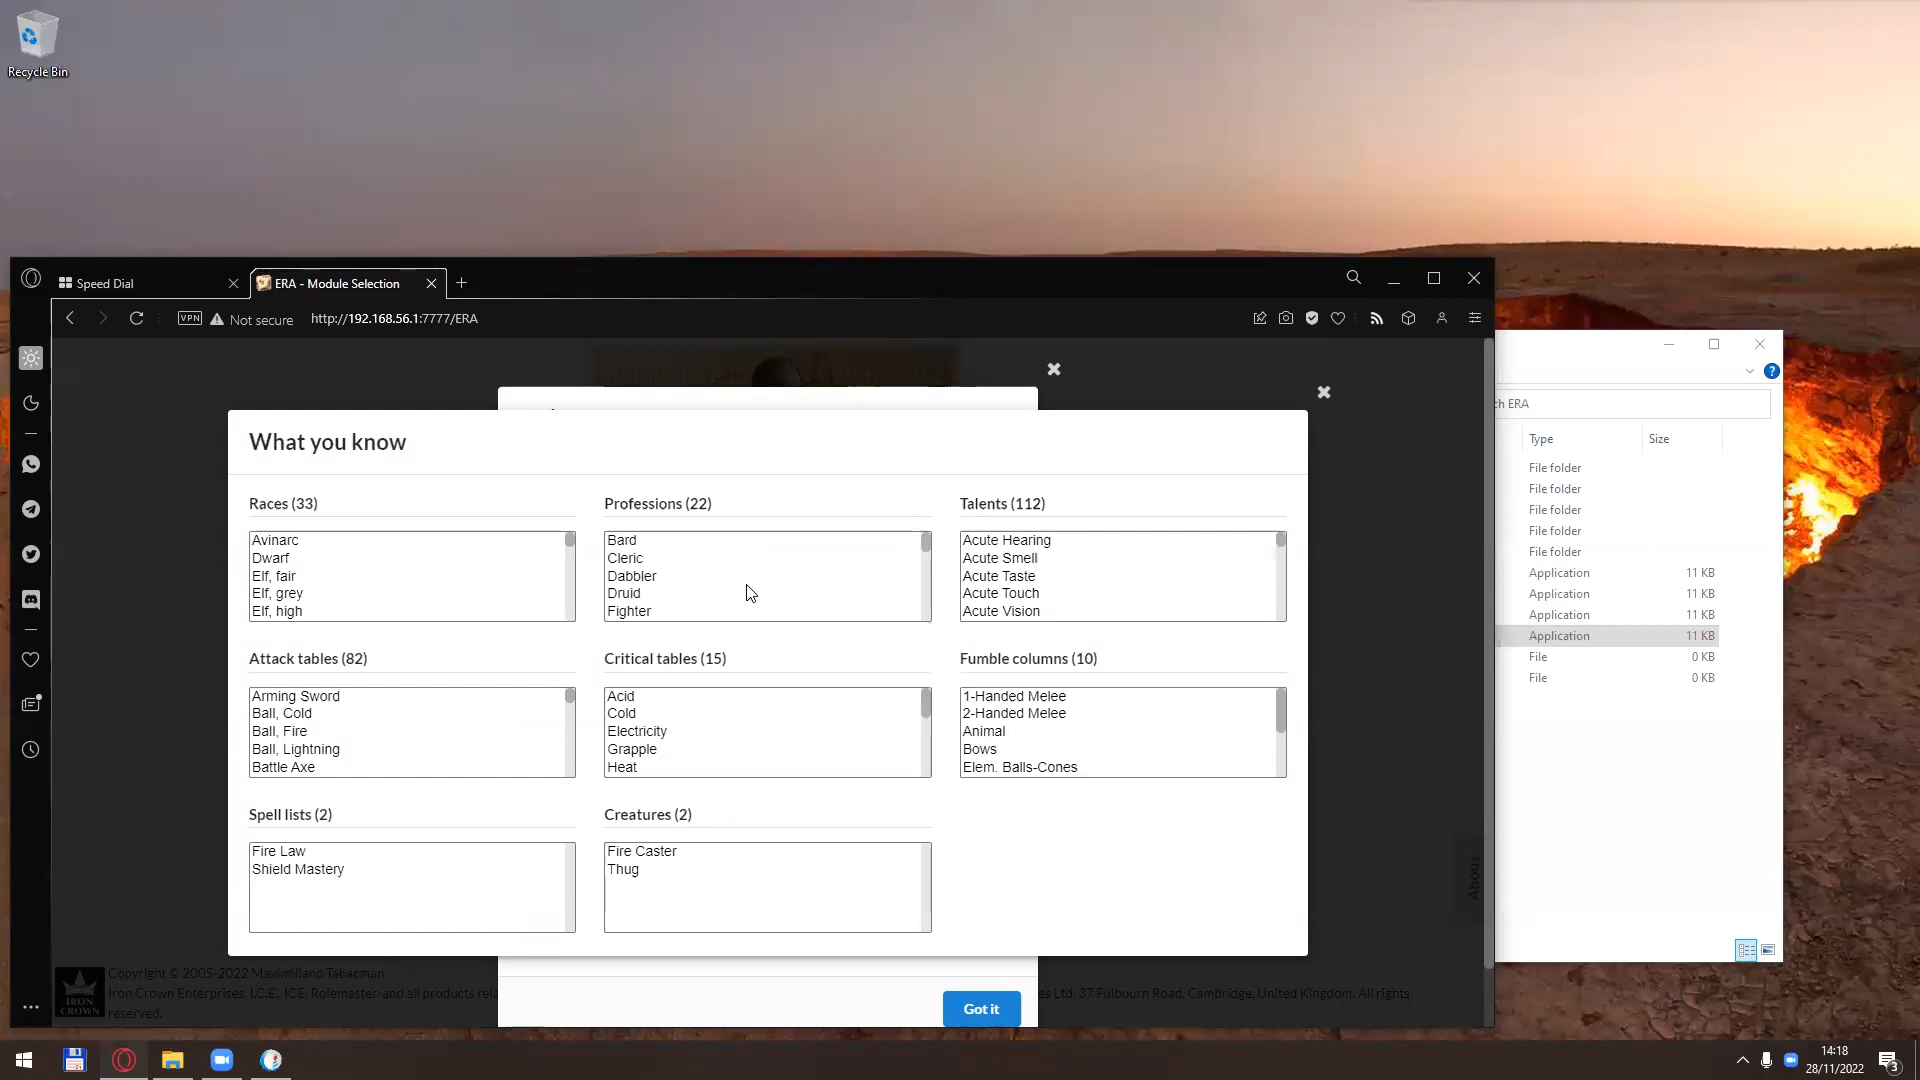 Recycle Bin
Speed Dial
ERA - Module Selection
VPN
Not secure
http://192.168.56.1:7777/ERA
ch ERA
Type
Size
File folder
File folder
File folder
File folder
File folder
Application 11 KB
Application 11 KB
Application 11 KB
Application 11 KB
File 0 KB
File 0 KB
What you know
Races (33)
Avinarc
Dwarf
Elf, fair
Elf, grey
Elf, high
Professions (22)
Bard
Cleric
Dabbler
Druid
Fighter
Talents (112)
Acute Hearing
Acute Smell
Acute Taste
Acute Touch
Acute Vision
Attack tables (82)
Arming Sword
Ball, Cold
Ball, Fire
Ball, Lightning
Battle Axe
Critical tables (15)
Acid
Cold
Electricity
Grapple
Heat
Fumble columns (10)
1-Handed Melee
2-Handed Melee
Animal
Bows
Elem. Balls-Cones
Spell lists (2)
Fire Law
Shield Mastery
Creatures (2)
Fire Caster
Thug
About
IRON CROWN
Copyright © 2005-2022 Maximiliano Tabacman
Iron Crown Enterprises, I.C.E., ICE, Rolemaster and all products rela
es Ltd, 37 Fulbourn Road, Cambridge, United Kingdom. All rights
reserved.
Got it
14:18
28/11/2022
3